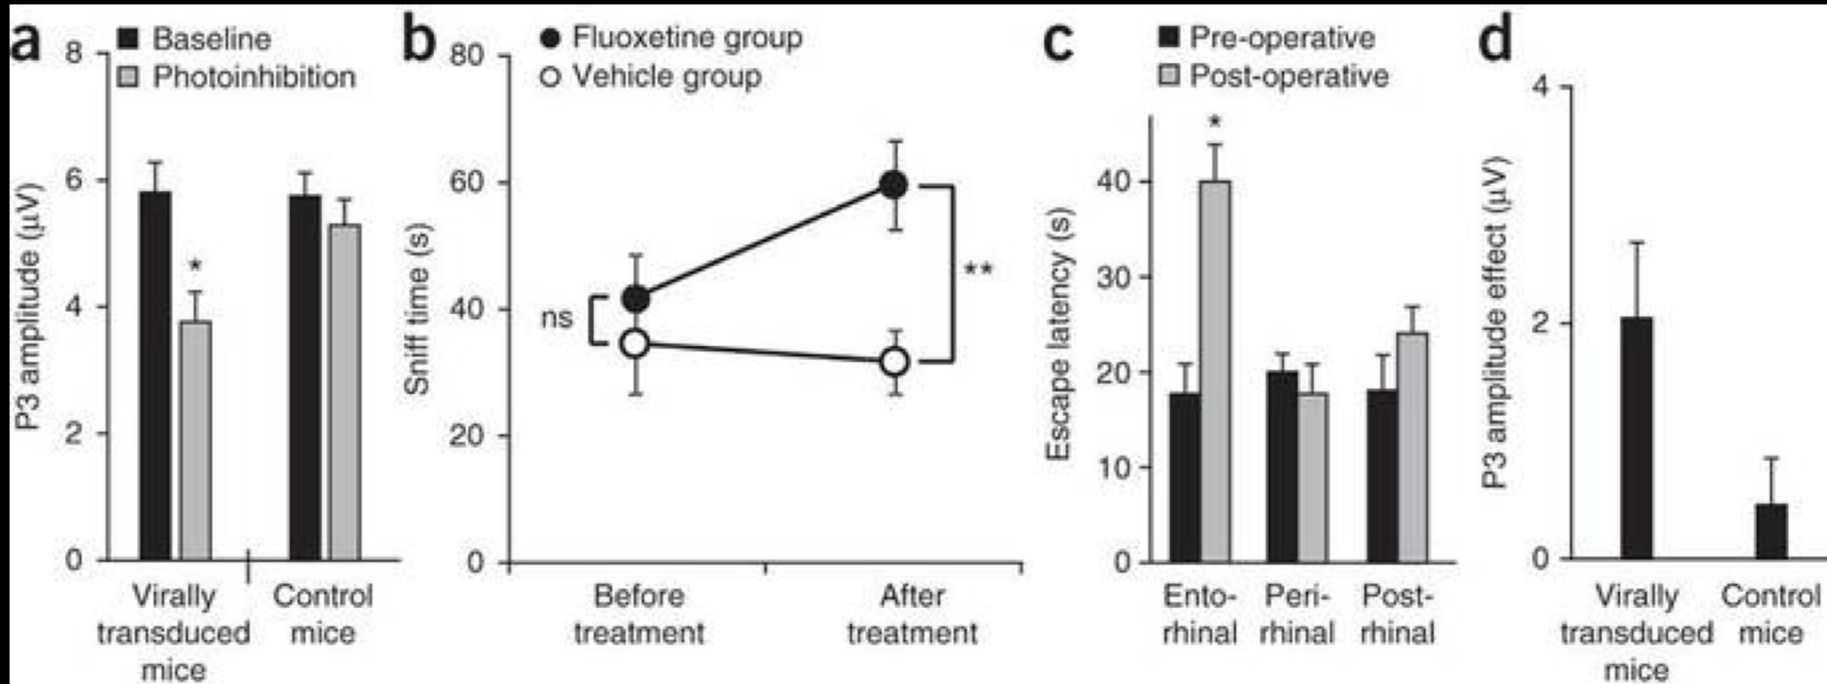 a
Baseline
Photoinhibition
8
6
4
2
0
P3 amplitude (μV)
*
Virally
transduced
mice
Control
mice
b
Fluoxetine group
Vehicle group
80
60
40
20
0
Sniff time (s)
ns
**
Before
treatment
After
treatment
c
Pre-operative
Post-operative
40
30
20
10
0
Escape latency (s)
*
Ento-
rhinal
Peri-
rhinal
Post-
rhinal
d
4
2
0
P3 amplitude effect (μV)
Virally
transduced
mice
Control
mice